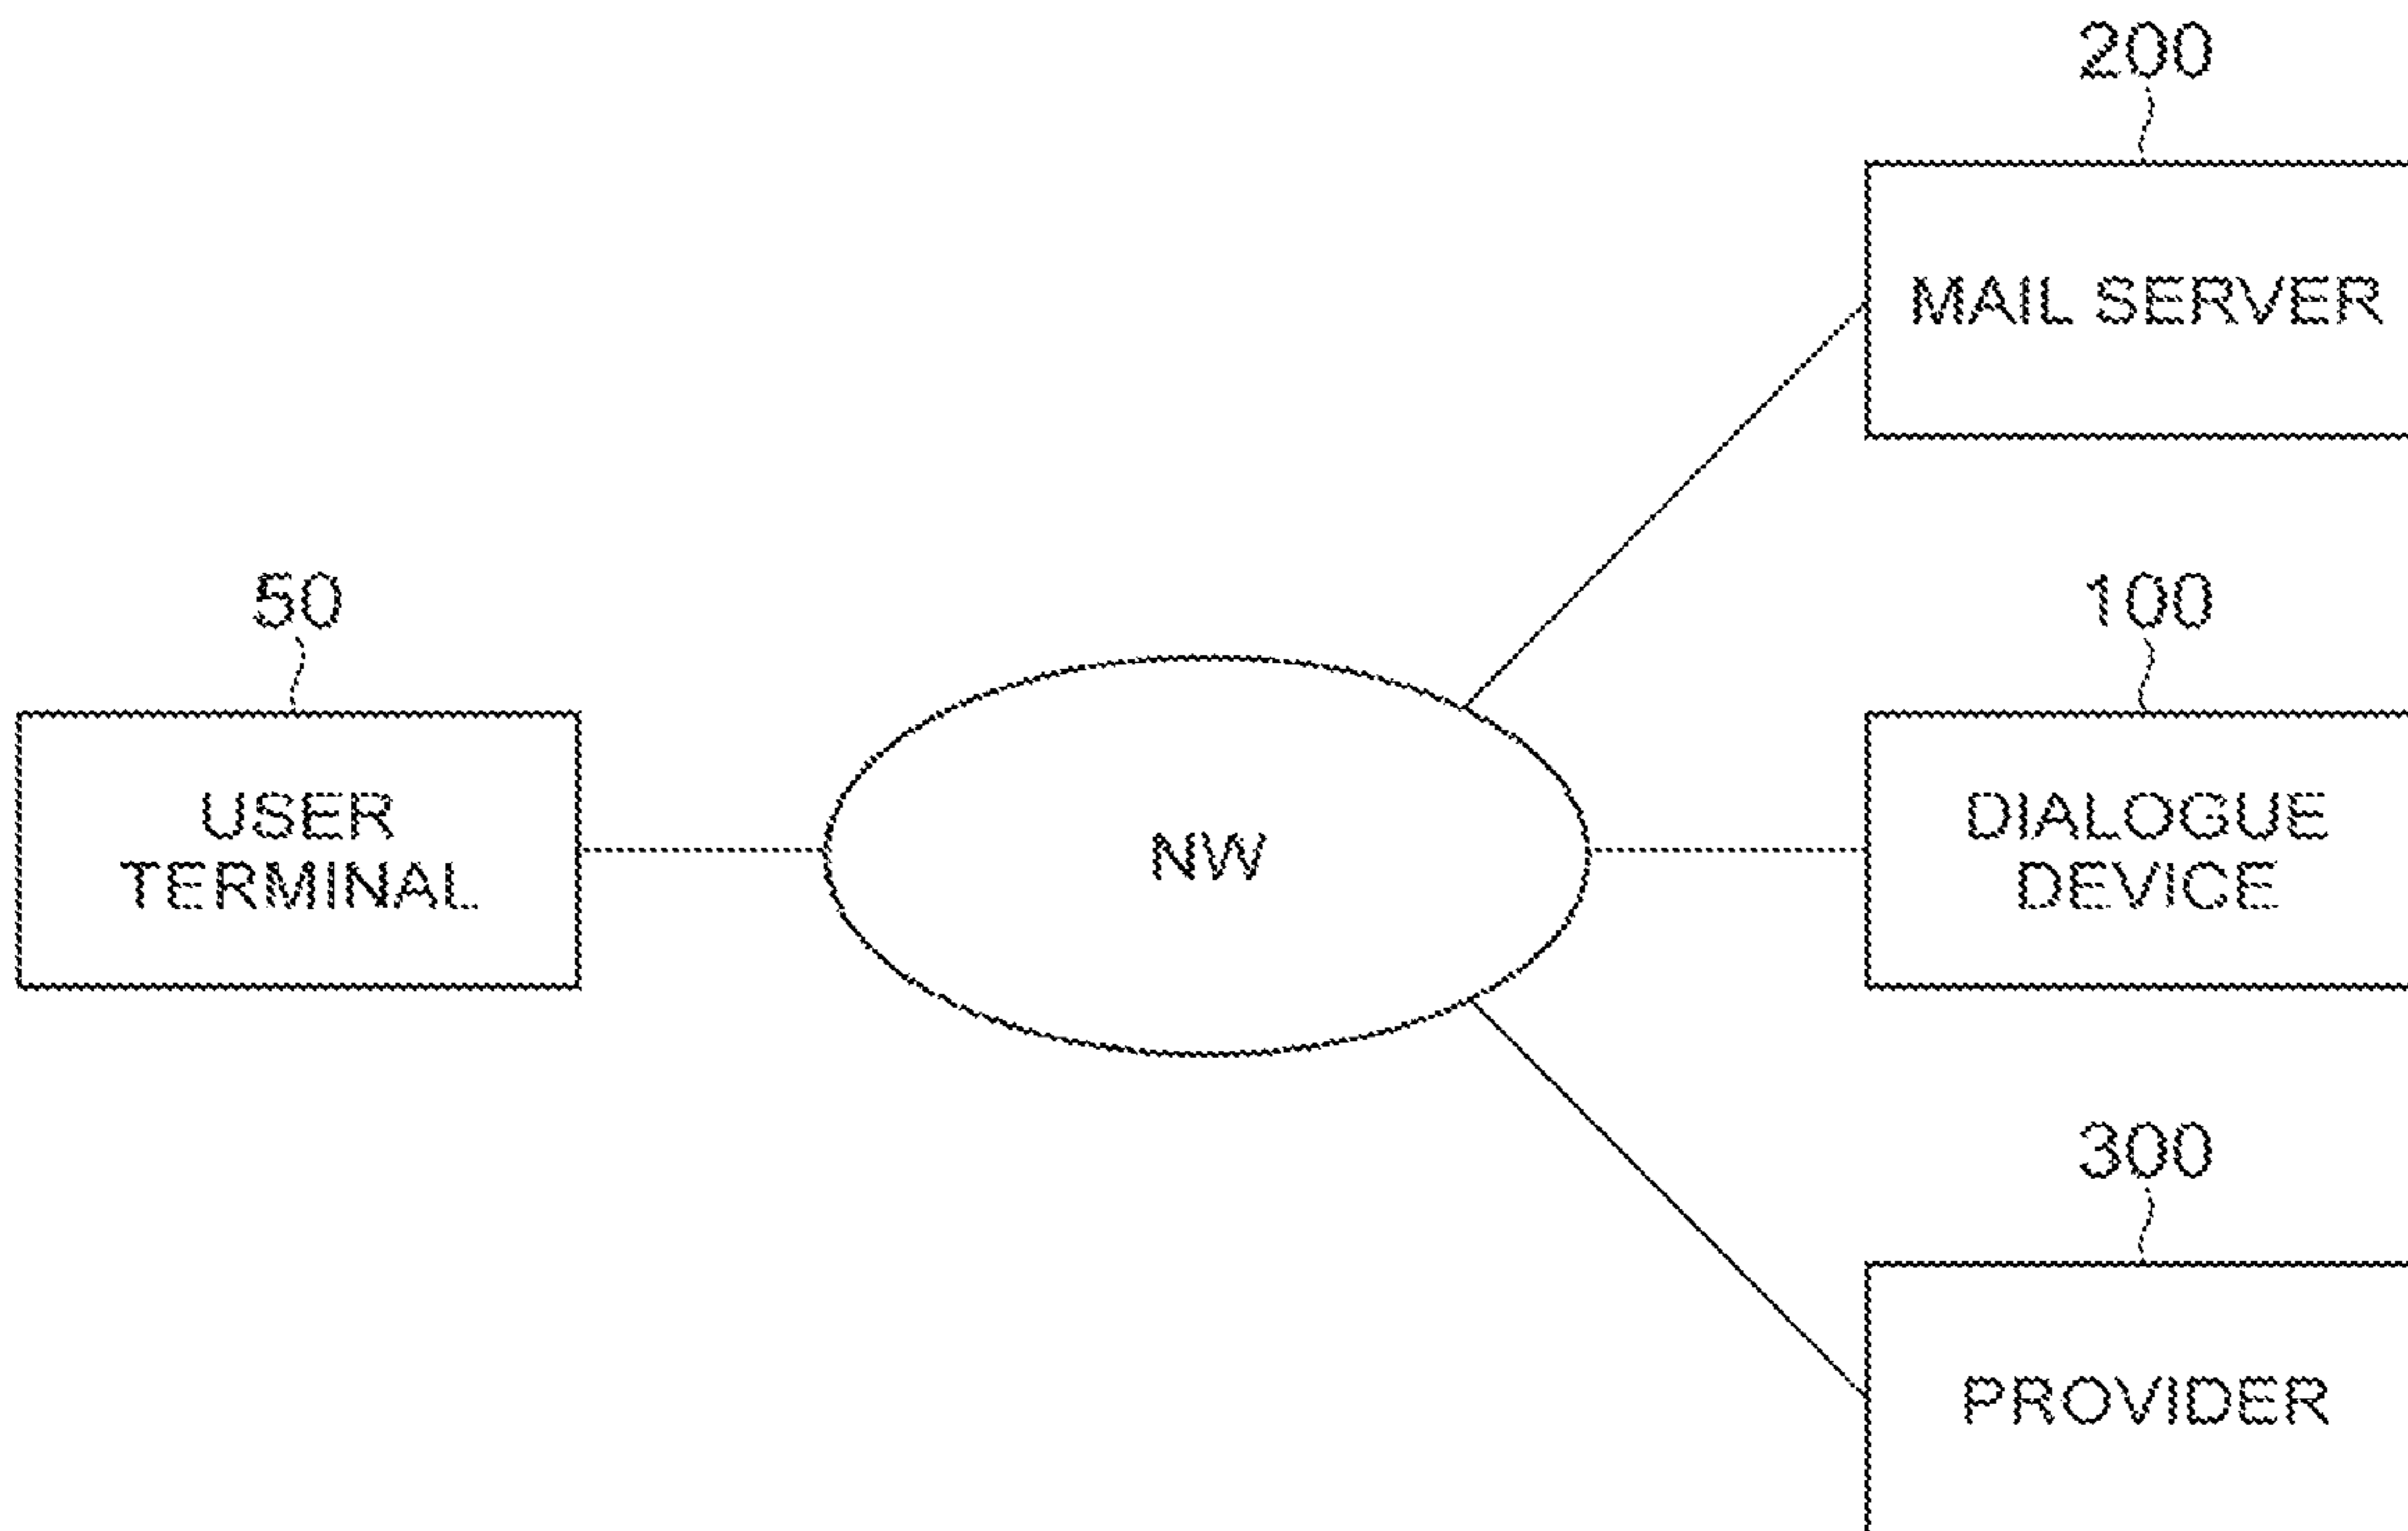 200
MAIL SERVER
50
100
USER
TERMINAL
NW
DIALOGUE
DEVICE
300
PROVIDER